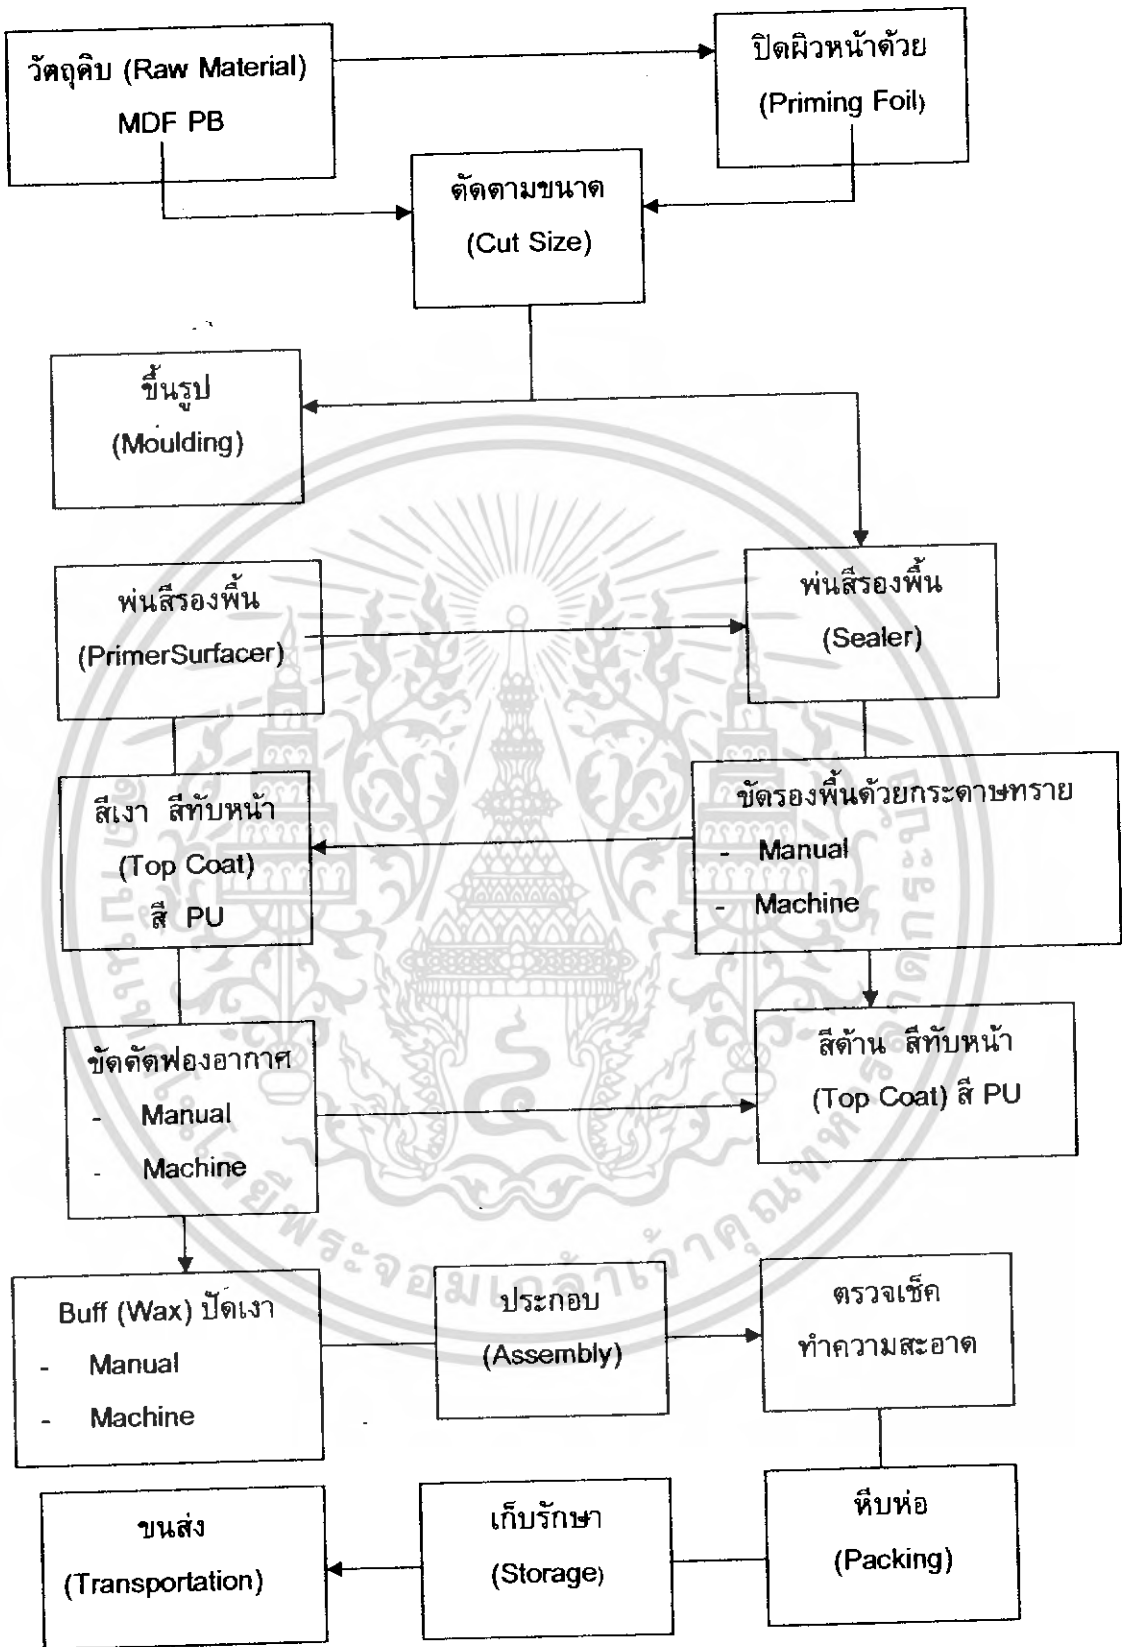 วัตถุดิบ (Raw Material)
MDF PB
ปิดผิวหน้าด้วย
(Priming Foil)
ตัดตามขนาด
(Cut Size)
ขึ้นรูป
(Moulding)
พ่นสีรองพื้น
(PrimerSurfacer)
พ่นสีรองพื้น
(Sealer)
สีเงา สีทับหน้า
(Top Coat)
สี PU
ขัดรองพื้นด้วยกระดาษทราย
- Manual
- Machine
ขัดตัดฟองอากาศ
- Manual
- Machine
สีด้าน สีทับหน้า
(Top Coat) สี PU
Buff (Wax) ปัดเงา
- Manual
- Machine
ประกอบ
(Assembly)
ตรวจเช็ค
ทำความสะอาด
ขนส่ง
(Transportation)
เก็บรักษา
(Storage)
หีบห่อ
(Packing)